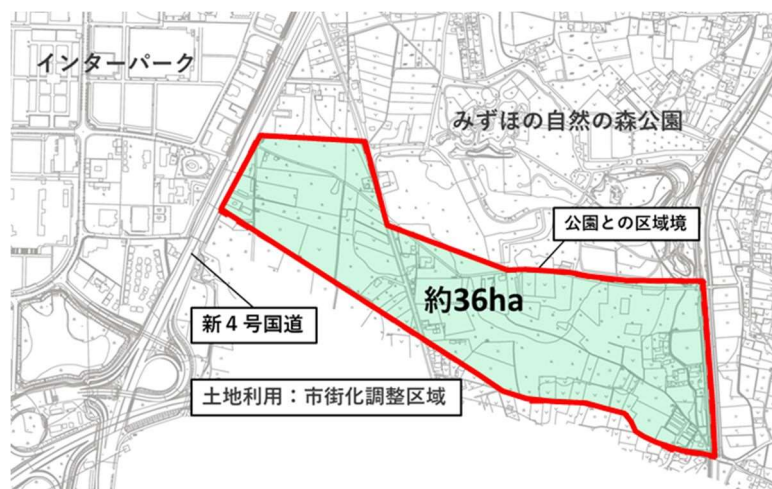 インターパーク
みずほの自然の森公園
公園との区域境
約36ha
新４号国道
土地利用：市街化調整区域